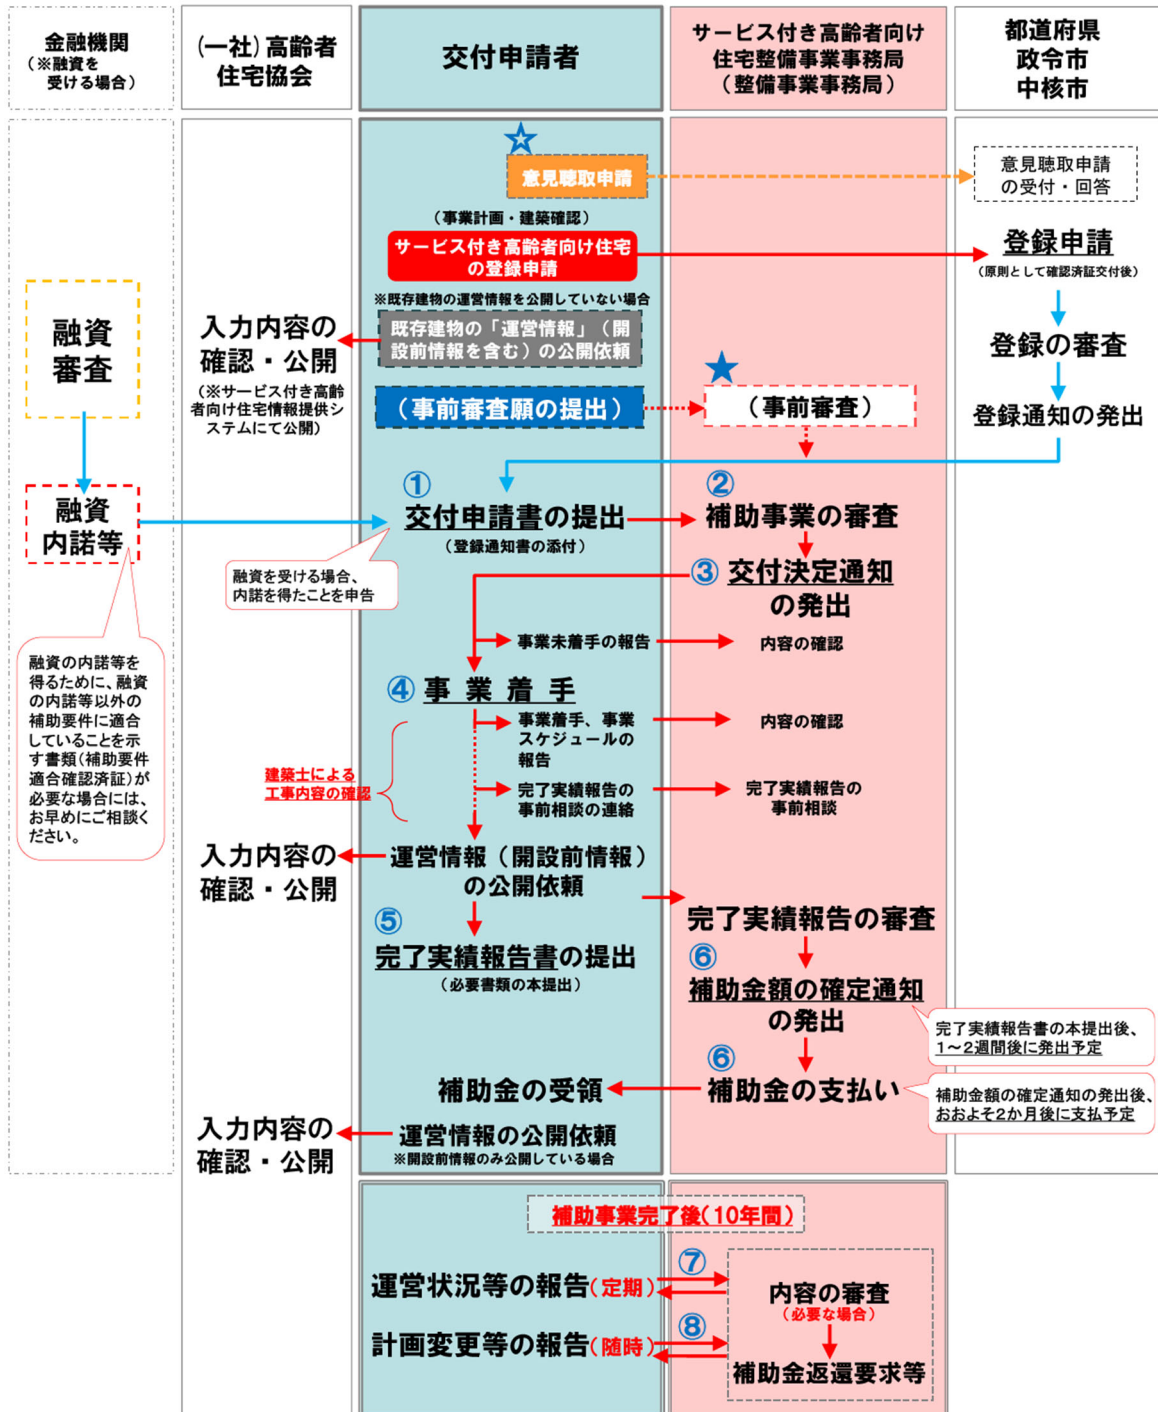 金融機関
（※融資を
受ける場合）
（一社）高齢者
住宅協会
交付申請者
サービス付き高齢者向け
住宅整備事業事務局
（整備事業事務局）
都道府県
政令市
中核市
意見聴取申請
意見聴取申請
の受付・回答
（事業計画・建築確認）
サービス付き高齢者向け住宅
の登録申請
登録申請
（原則として確認済証交付後）
※既存建物の運営情報を公開していない場合
既存建物の「運営情報」（開
設前情報を含む）の公開依頼
入力内容の
確認・公開
（※サービス付き高齢
者向け住宅情報提供シ
ステムにて公開）
融資
審査
登録の審査
（事前審査願の提出）
（事前審査）
登録通知の発出
融資
内諾等
①
交付申請書の提出
（登録通知書の添付）
②
補助事業の審査
融資を受ける場合、
内諾を得たことを申告
③ 交付決定通知
の発出
融資の内諾等を
得るために、融資
の内諾等以外の
補助要件に適合
していることを示
す書類（補助要件
適合確認済証）が
必要な場合には、
お早めにご相談く
ださい。
事業未着手の報告
内容の確認
④ 事業着手
事業着手、事業
スケジュールの
報告
内容の確認
建築士による
工事内容の確認
完了実績報告の
事前相談の連絡
完了実績報告の
事前相談
入力内容の
確認・公開
運営情報（開設前情報）
の公開依頼
完了実績報告の審査
⑤
完了実績報告書の提出
（必要書類の本提出）
⑥
補助金額の確定通知
の発出
完了実績報告書の本提出後、
1～2週間後に発出予定
⑥
補助金の支払い
補助金の受領
補助金額の確定通知の発出後、
おおよそ2か月後に支払予定
入力内容の
確認・公開
運営情報の公開依頼
※開設前情報のみ公開している場合
補助事業完了後（10年間）
運営状況等の報告（定期）
⑦
内容の審査
（必要な場合）
計画変更等の報告（随時）
⑧
補助金返還要求等